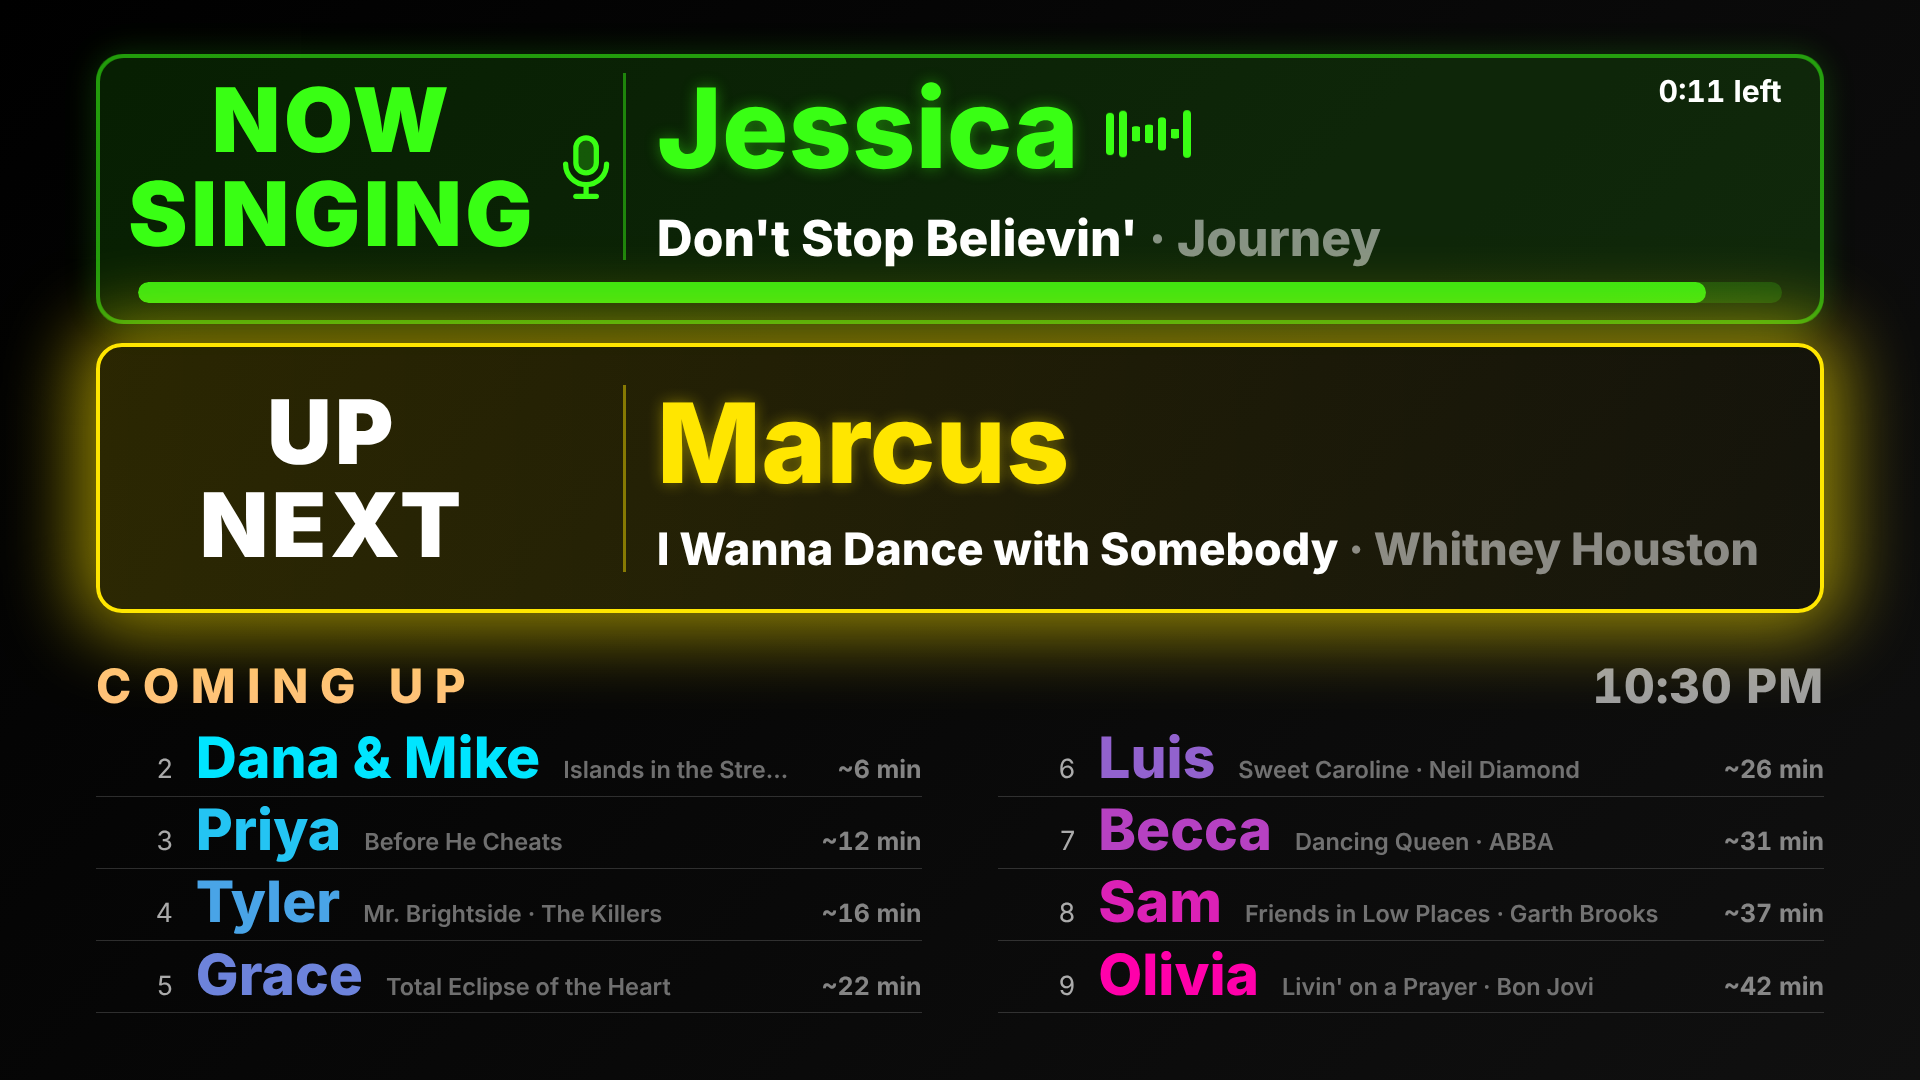 NOW
SINGING
Jessica
0:11 left
Don't Stop Believin' · Journey
UP
NEXT
Marcus
I Wanna Dance with Somebody · Whitney Houston
COMING UP
10:30 PM
2 Dana & Mike Islands in the Stre... ~6 min
3 Priya Before He Cheats ~12 min
4 Tyler Mr. Brightside · The Killers ~16 min
5 Grace Total Eclipse of the Heart ~22 min
6 Luis Sweet Caroline · Neil Diamond ~26 min
7 Becca Dancing Queen · ABBA ~31 min
8 Sam Friends in Low Places · Garth Brooks ~37 min
9 Olivia Livin' on a Prayer · Bon Jovi ~42 min